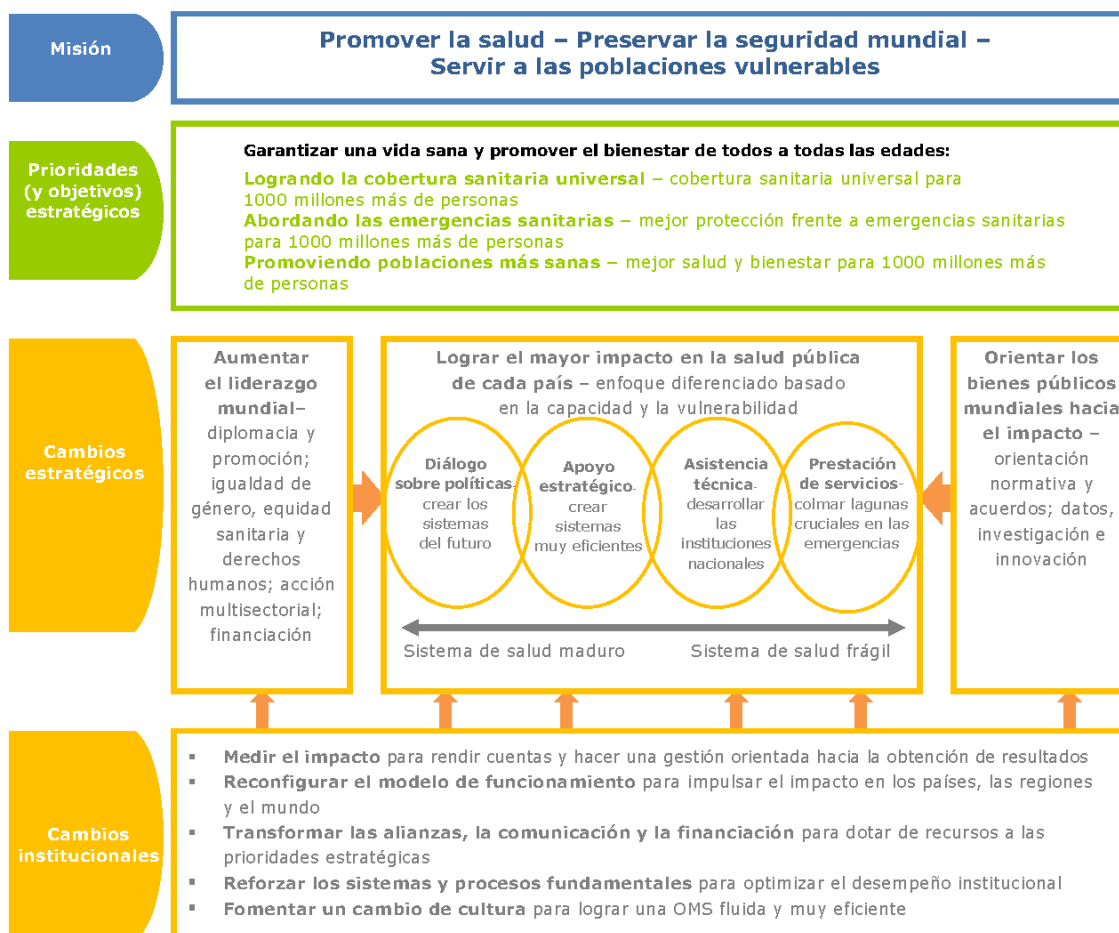 Misión
Promover la salud – Preservar la seguridad mundial –
Servir a las poblaciones vulnerables
Prioridades
(y objetivos)
estratégicos
Garantizar una vida sana y promover el bienestar de todos a todas las edades:
Logrando la cobertura sanitaria universal – cobertura sanitaria universal para
1000 millones más de personas
Abordando las emergencias sanitarias – mejor protección frente a emergencias sanitarias
para 1000 millones más de personas
Promoviendo poblaciones más sanas – mejor salud y bienestar para 1000 millones más
de personas
Cambios
estratégicos
Aumentar
el liderazgo
mundial–
diplomacia y
promoción;
igualdad de
género, equidad
sanitaria y
derechos
humanos; acción
multisectorial;
financiación
Lograr el mayor impacto en la salud pública
de cada país – enfoque diferenciado basado
en la capacidad y la vulnerabilidad
Diálogo
sobre políticas-
crear los
sistemas
del futuro
Apoyo
estratégico-
crear
sistemas
muy eficientes
Asistencia
técnica-
desarrollar
las
instituciones
nacionales
Prestación
de servicios-
colmar lagunas
cruciales en las
emergencias
Sistema de salud maduro
Sistema de salud frágil
Orientar los
bienes públicos
mundiales hacia
el impacto –
orientación
normativa y
acuerdos; datos,
investigación e
innovación
Cambios
institucionales
▪ Medir el impacto para rendir cuentas y hacer una gestión orientada hacia la obtención de resultados
▪ Reconfigurar el modelo de funcionamiento para impulsar el impacto en los países, las regiones
y el mundo
▪ Transformar las alianzas, la comunicación y la financiación para dotar de recursos a las
prioridades estratégicas
▪ Reforzar los sistemas y procesos fundamentales para optimizar el desempeño institucional
▪ Fomentar un cambio de cultura para lograr una OMS fluida y muy eficiente